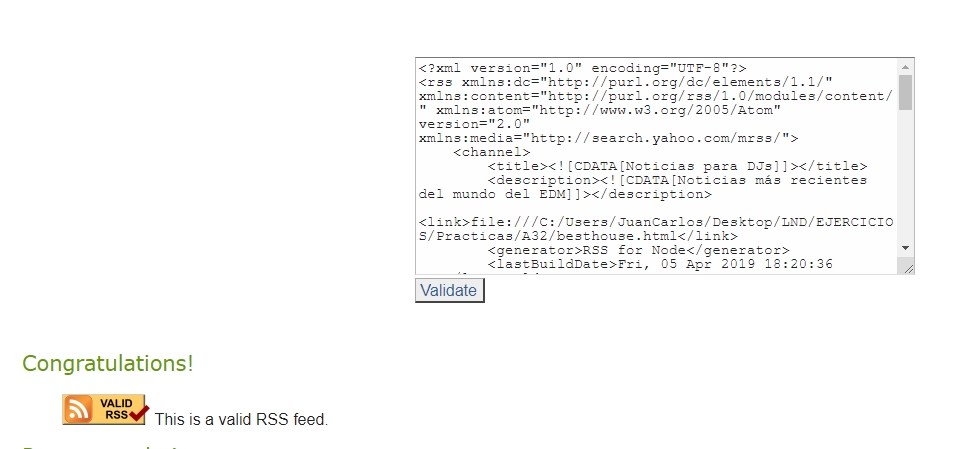 <?xml version="1.0" encoding="UTF-8"?>
<rss xmlns:dc="http://purl.org/dc/elements/1.1/"
xmlns:content="http://purl.org/rss/1.0/modules/content/
" xmlns:atom="http://www.w3.org/2005/Atom"
version="2.0"
xmlns:media="http://search.yahoo.com/mrss/">
<channel>
<title><![CDATA[Noticias para DJs]]></title>
<description><![CDATA[Noticias más recientes
del mundo del EDM]]></description>
<link>file:///C:/Users/JuanCarlos/Desktop/LND/EJERCICIO
S/Practicas/A32/besthouse.html</link>
<generator>RSS for Node</generator>
<lastBuildDate>Fri, 05 Apr 2019 18:20:36
Validate
Congratulations!
VALID
RSS
This is a valid RSS feed.